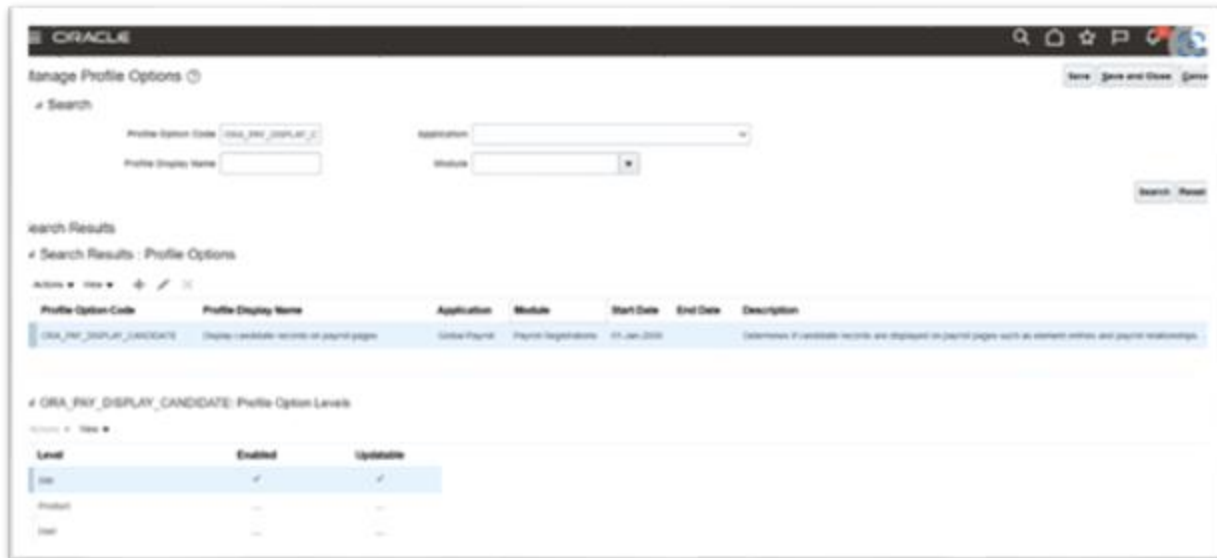 ORACLE
Manage Profile Options
Save Save and Close
Search
Profile Option Code ORA_PAY_DISPLAY_C Application
Profile Display Name Module
Search Reset
Search Results
Search Results : Profile Options
Actions View
Profile Option Code Profile Display Name Application Module Start Date End Date Description
ORA_PAY_DISPLAY_CANDIDATE Display candidate records on payroll pages Global Payroll Payroll Determines if candidate records are displayed on payroll pages such as element entries and payroll relationships
ORA_PAY_DISPLAY_CANDIDATE: Profile Option Levels
Actions View
Level Enabled Updatable
Site
Product
User